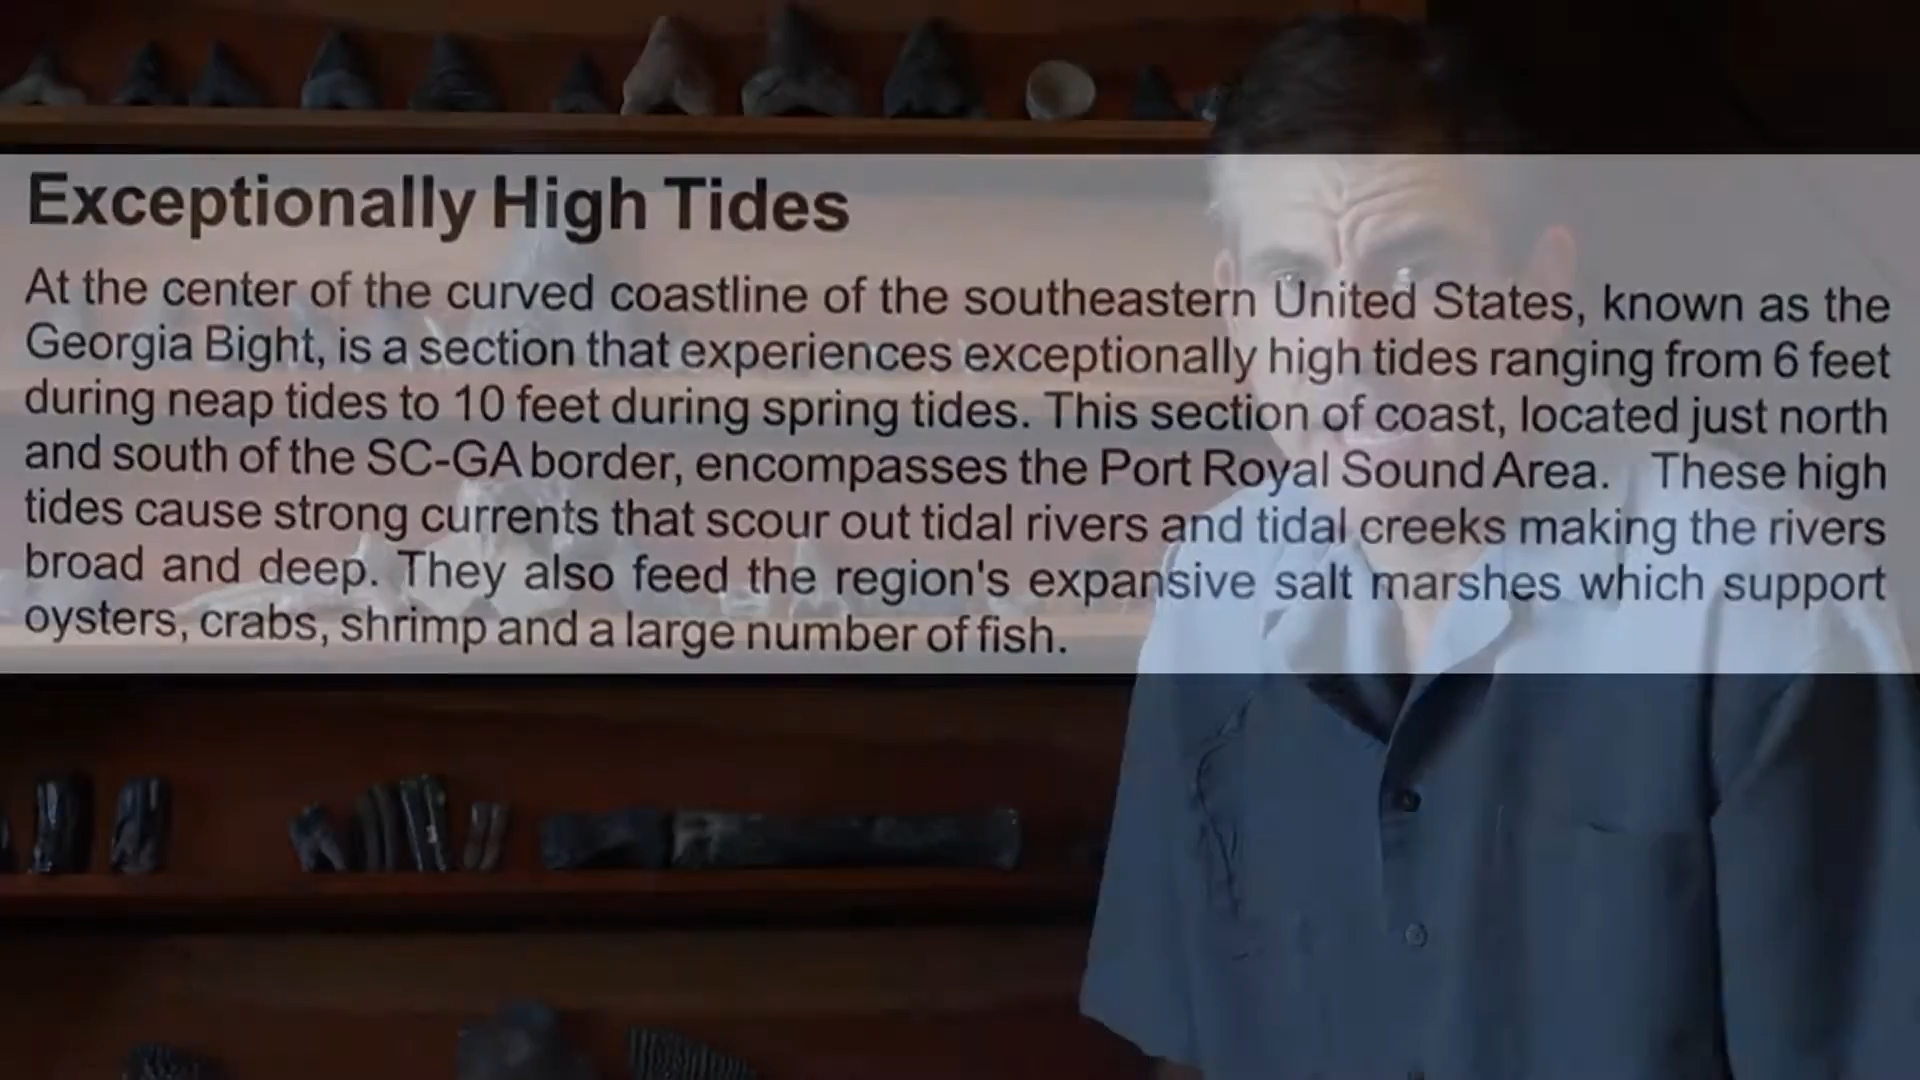 Exceptionally High Tides
At the center of the curved coastline of the southeastern United States, known as the
Georgia Bight, is a section that experiences exceptionally high tides ranging from 6 feet
during neap tides to 10 feet during spring tides. This section of coast, located just north
and south of the SC-GA border, encompasses the Port Royal Sound Area. These high
tides cause strong currents that scour out tidal rivers and tidal creeks making the rivers
broad and deep. They also feed the region's expansive salt marshes which support
oysters, crabs, shrimp and a large number of fish.